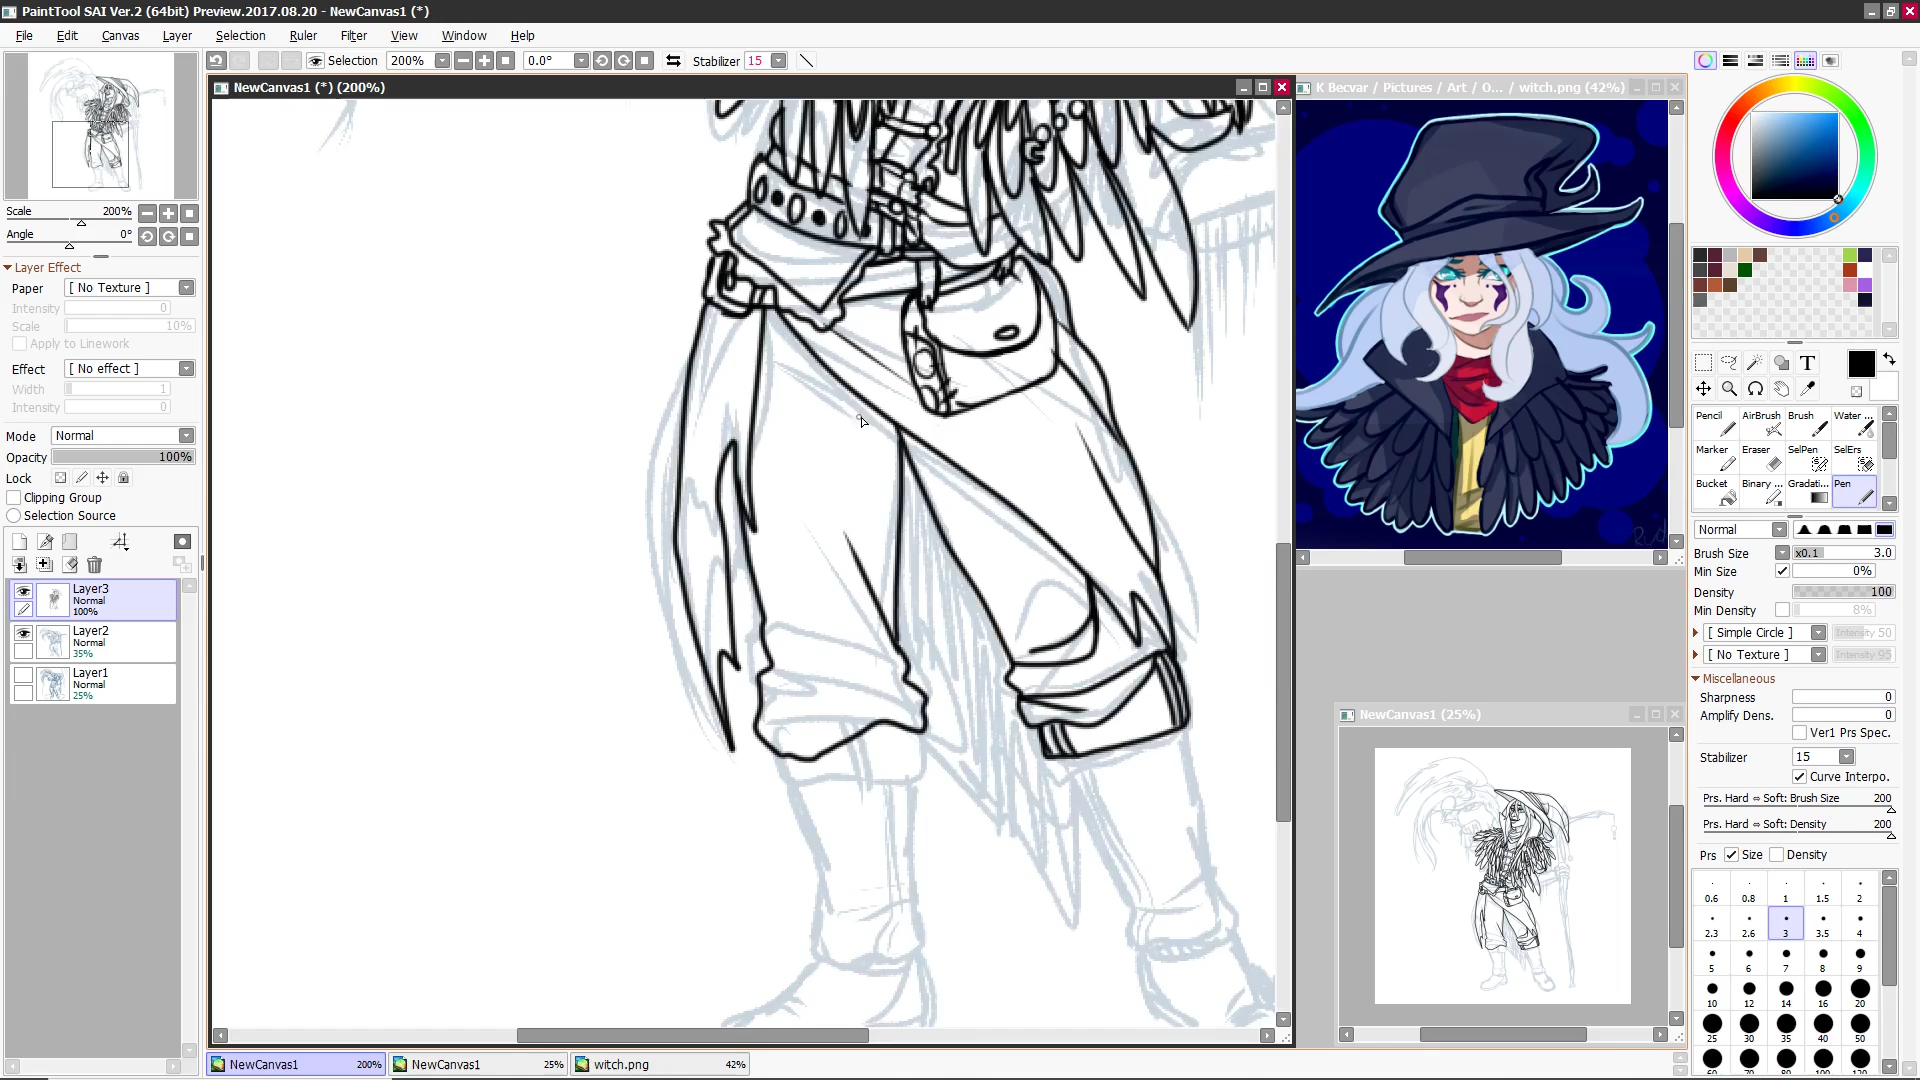 PaintTool SAI Ver.2 (64bit) Preview.2017.08.20 - NewCanvas1 (*)
File Edit Canvas Layer Selection Ruler Filter View Window Help
Selection 200% 0.0° Stabilizer 15
NewCanvas1 (*) (200%)
K Becvar / Pictures / Art / O... / witch.png (42%)
Scale 200%
Angle 0°
Layer Effect
Paper [ No Texture ]
Intensity 0
Scale 10%
Apply to Linework
Effect [ No effect ]
Width 1
Intensity 0
Mode Normal
Opacity 100%
Lock
Clipping Group
Selection Source
Layer3
Normal
100%
Layer2
Normal
35%
Layer1
Normal
25%
T
Pencil AirBrush Brush Water ...
Marker Eraser SelPen SelErs
Bucket Binary ... Gradati... Pen
Normal
Brush Size x0.1 3.0
Min Size 0%
Density 100
Min Density 8%
[ Simple Circle ] Intensity 50
[ No Texture ] Intensity 95
Miscellaneous
Sharpness 0
Amplify Dens. 0
Ver1 Prs Spec.
Stabilizer 15
Curve Interpo.
Prs. Hard ⇔ Soft: Brush Size 200
Prs. Hard ⇔ Soft: Density 200
Prs Size Density
0.6 0.8 1 1.5 2
2.3 2.6 3 3.5 4
5 6 7 8 9
10 12 14 16 20
25 30 35 40 50
NewCanvas1 (25%)
NewCanvas1 200% NewCanvas1 25% witch.png 42%